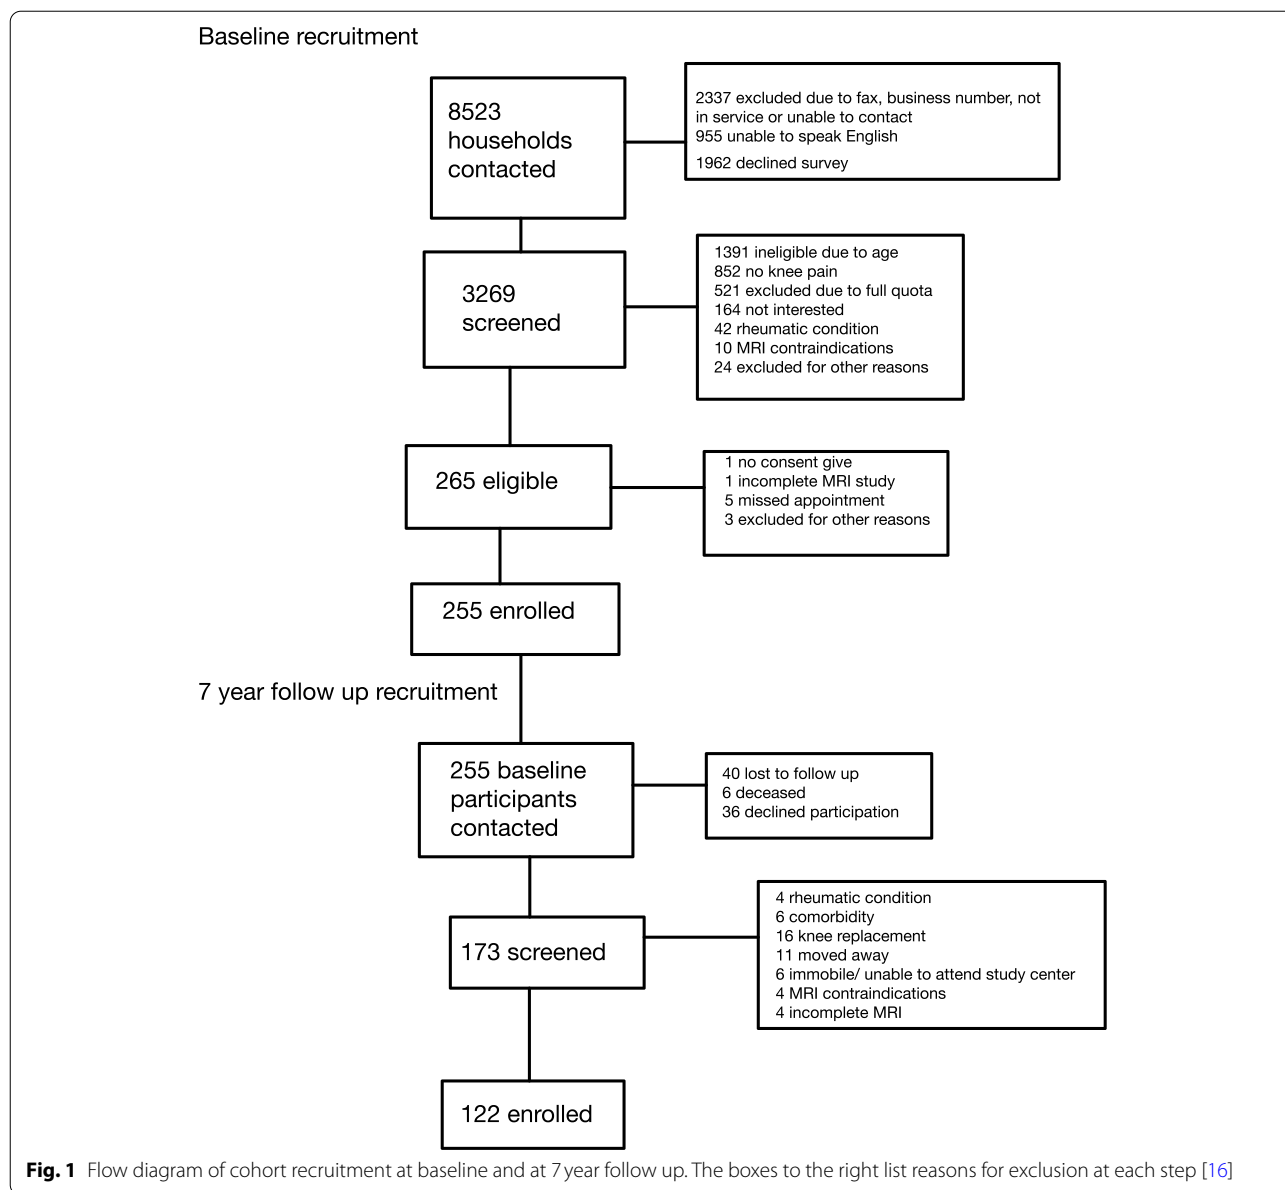 Baseline recruitment
8523
households
contacted
2337 excluded due to fax, business number, not
in service or unable to contact
955 unable to speak English
1962 declined survey
3269
screened
1391 ineligible due to age
852 no knee pain
521 excluded due to full quota
164 not interested
42 rheumatic condition
10 MRI contraindications
24 excluded for other reasons
265 eligible
1 no consent give
1 incomplete MRI study
5 missed appointment
3 excluded for other reasons
255 enrolled
7 year follow up recruitment
255 baseline
participants
contacted
40 lost to follow up
6 deceased
36 declined participation
173 screened
4 rheumatic condition
6 comorbidity
16 knee replacement
11 moved away
6 immobile/ unable to attend study center
4 MRI contraindications
4 incomplete MRI
122 enrolled
Fig. 1 Flow diagram of cohort recruitment at baseline and at 7 year follow up. The boxes to the right list reasons for exclusion at each step [16]